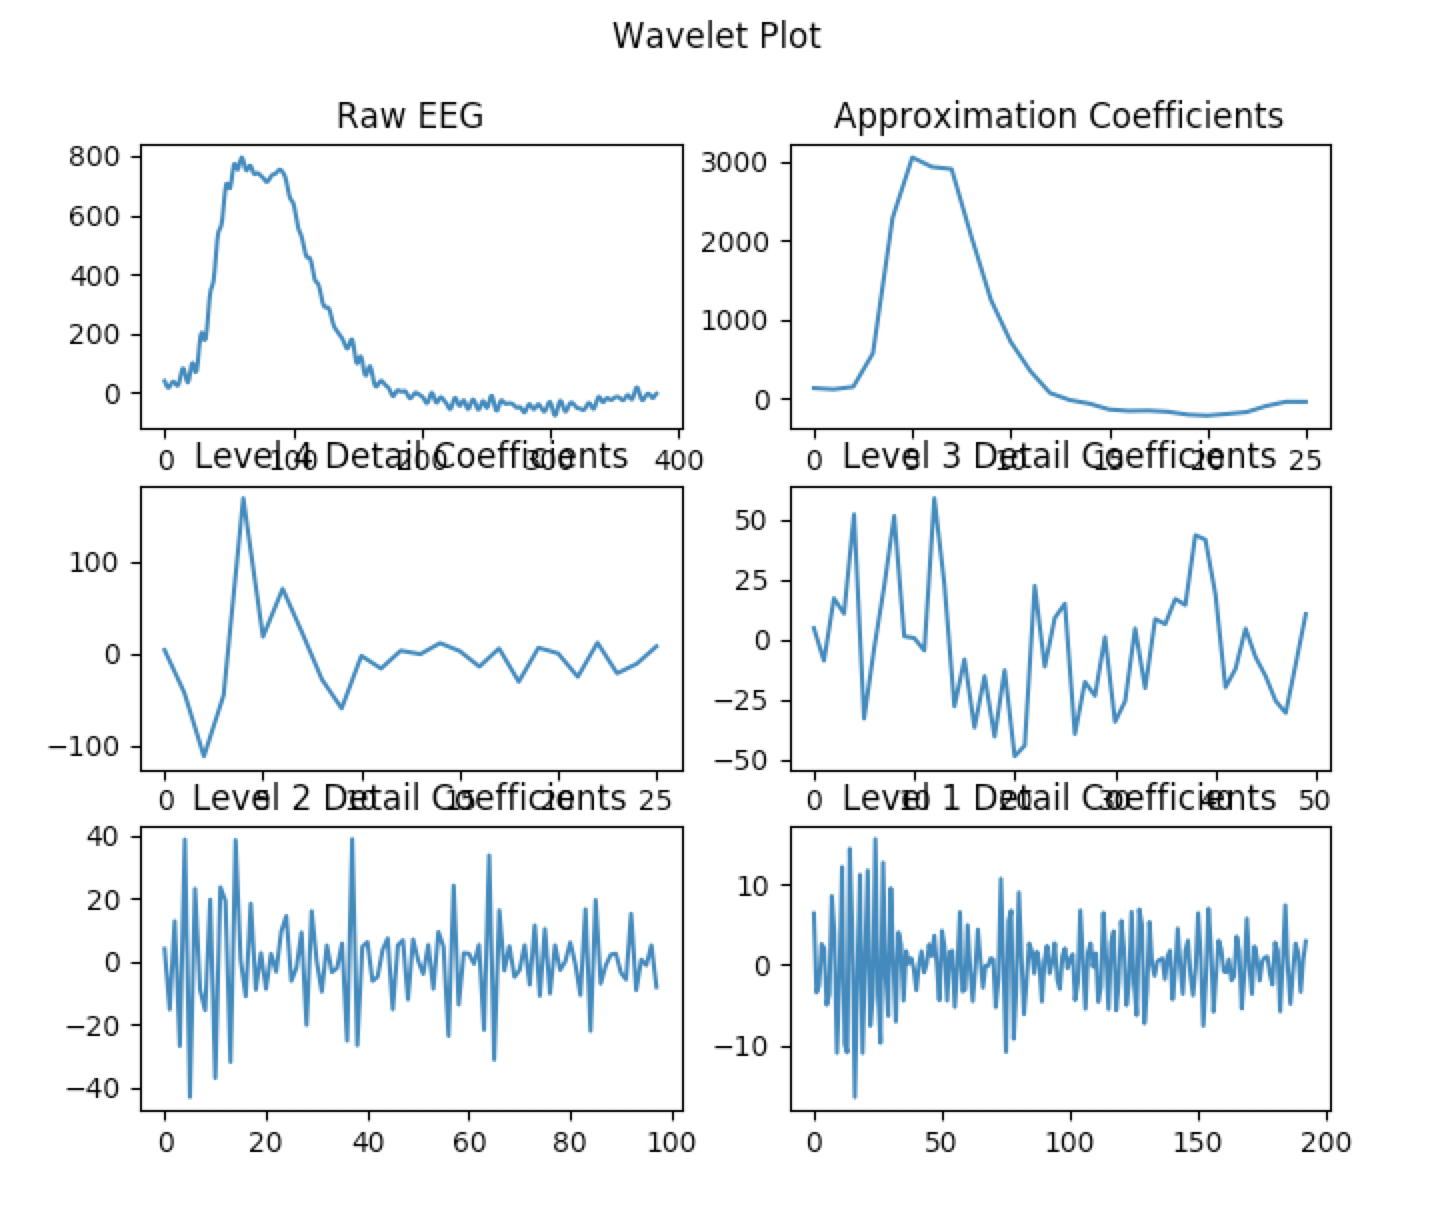 Wavelet Plot
Raw EEG
800
600
400
200
0
0 100 200 300 400
Approximation Coefficients
3000
2000
1000
0
0 5 10 15 20 25
Level 4 Detail Coefficients
100
0
−100
0 5 10 15 20 25
Level 3 Detail Coefficients
50
25
0
−25
−50
0 10 20 30 40 50
Level 2 Detail Coefficients
40
20
0
−20
−40
0 20 40 60 80 100
Level 1 Detail Coefficients
10
0
−10
0 50 100 150 200